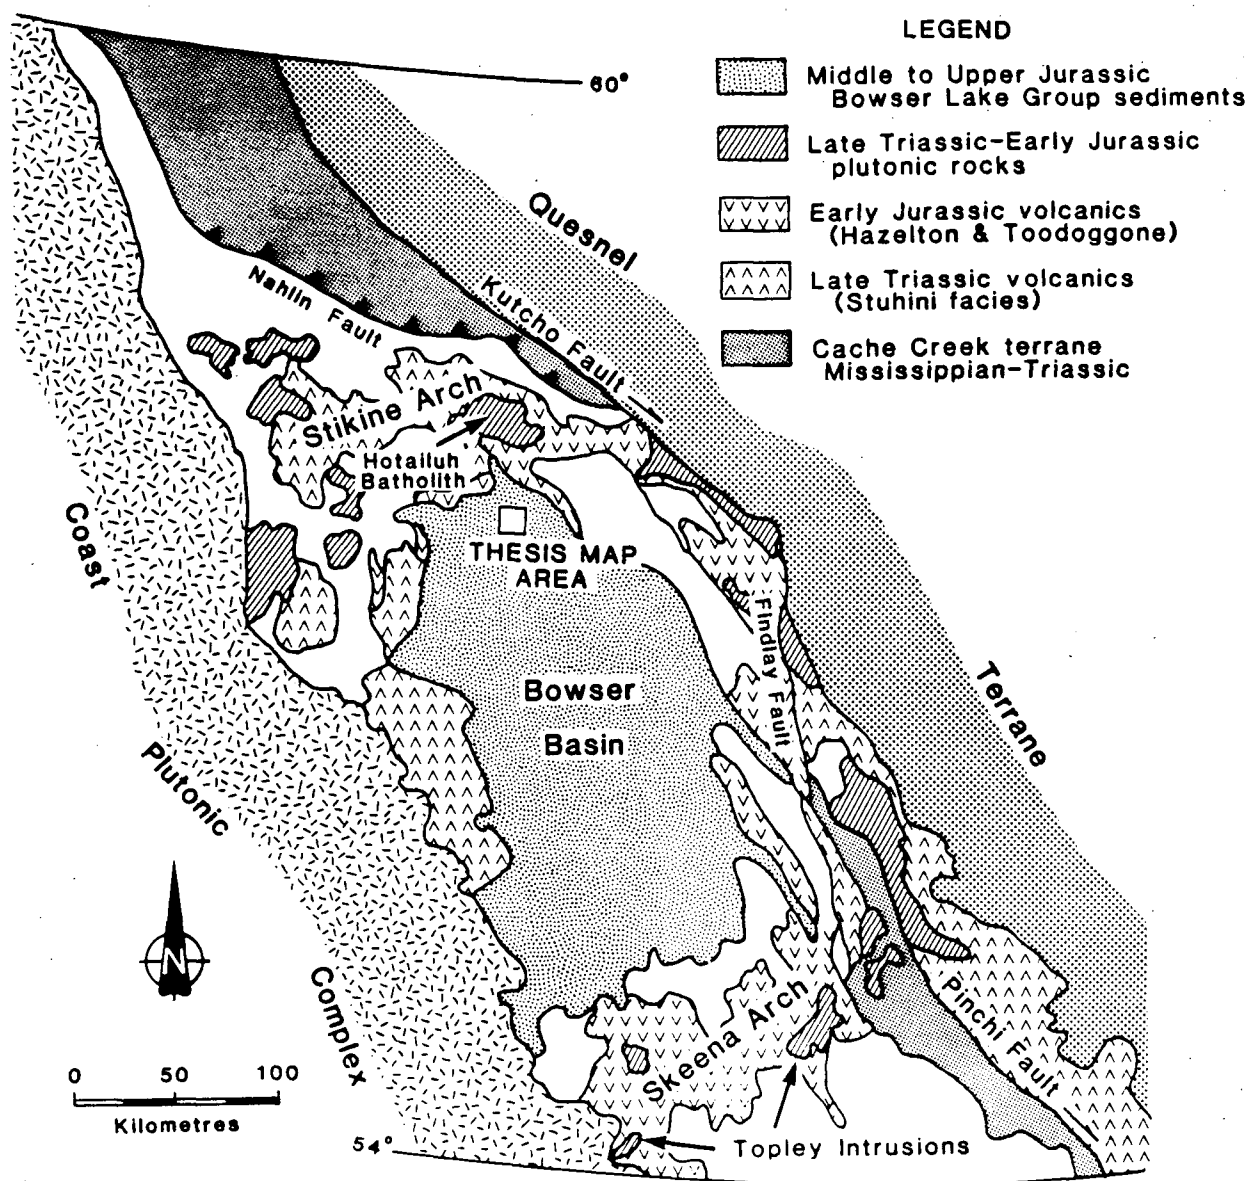 LEGEND
Middle to Upper Jurassic
Bowser Lake Group sediments
Late Triassic-Early Jurassic
plutonic rocks
Early Jurassic volcanics
(Hazelton & Toodoggone)
Late Triassic volcanics
(Stuhini facies)
Cache Creek terrane
Mississippian-Triassic
60°
Quesnel
Terrane
Kutcho Fault
Nahlin Fault
Stikine Arch
Hotailuh
Batholith
THESIS MAP
AREA
Coast
Plutonic
Complex
Findlay Fault
Bowser
Basin
Pinchi Fault
Skeena Arch
Topley Intrusions
N
0 50 100
Kilometres
54°